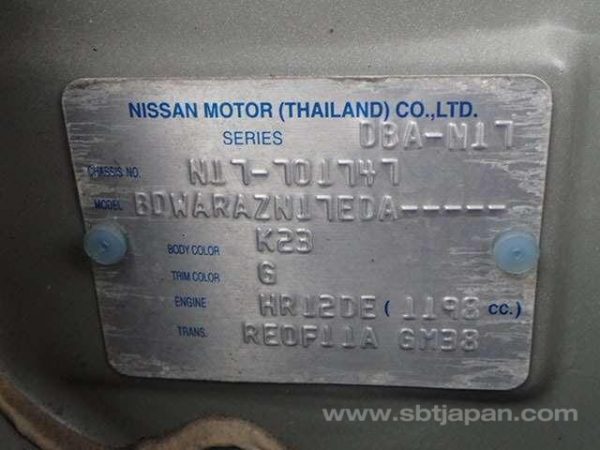 NISSAN MOTOR (THAILAND) CO.,LTD.
SERIES DBA-N17
CHASSIS NO. N17-701747
MODEL BDWARAZN17EDA-----
BODY COLOR K23
TRIM COLOR G
ENGINE HR12DE ( 1198 CC.)
TRANS. RE0F11A GM38
www.sbtjapan.com